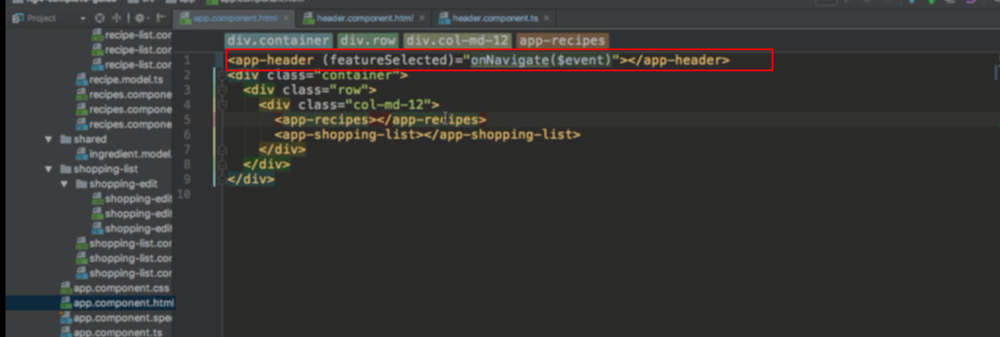 Project
app.component.html
header.component.html
header.component.ts
div.container div.row div.col-md-12 app-recipes
1 <app-header (featureSelected)="onNavigate($event)"></app-header>
2 <div class="container">
3 <div class="row">
4 <div class="col-md-12">
5 <app-recipes></app-recipes>
6 <app-shopping-list></app-shopping-list>
7 </div>
8 </div>
9 </div>
10
recipe-list.cor
recipe-list.cor
recipe-list.cor
recipe.model.ts
recipes.compone
recipes.compone
recipes.compone
shared
ingredient.model.
shopping-list
shopping-edit
shopping-edit
shopping-edit
shopping-edit
shopping-list.cor
shopping-list.cor
shopping-list.cor
app.component.css
app.component.html
app.component.spe
app.component.ts